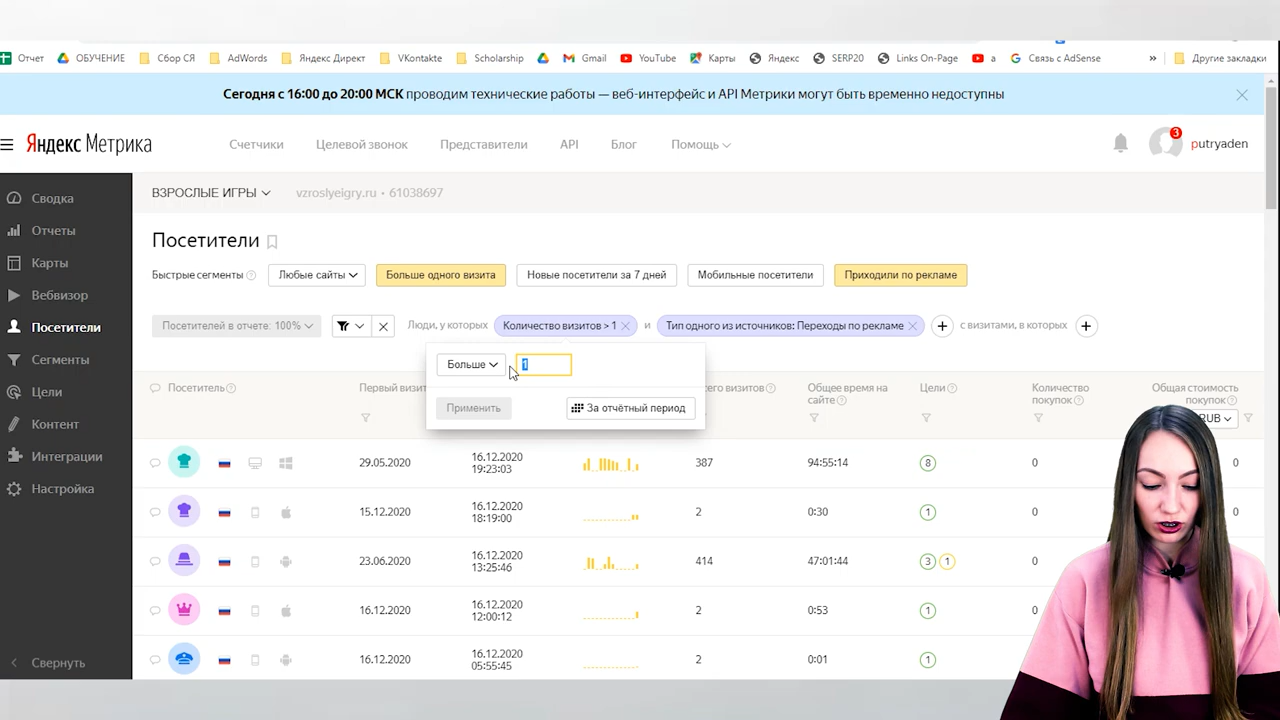 Отчет ОБУЧЕНИЕ Сбор СЯ AdWords Яндекс Директ VKontakte Scholarship Gmail YouTube Карты Яндекс SERP20 Links On-Page а Связь с AdSense » Другие закладки
Сегодня с 16:00 до 20:00 МСК проводим технические работы — веб-интерфейс и API Метрики могут быть временно недоступны
Яндекс Метрика Счетчики Целевой звонок Представители API Блог Помощь 3 putryaden
Сводка
Отчеты
Карты
Вебвизор
Посетители
Сегменты
Цели
Контент
Интеграции
Настройка
Свернуть
ВЗРОСЛЫЕ ИГРЫ vzroslyeigry.ru • 61038697
Посетители
Быстрые сегменты ? Любые сайты Больше одного визита Новые посетители за 7 дней Мобильные посетители Приходили по рекламе
Посетителей в отчете: 100% Люди, у которых Количество визитов > 1 и Тип одного из источников: Переходы по рекламе + с визитами, в которых +
Больше 1
Применить За отчётный период
Посетитель ? Первый визит Общее время на сайте ? Цели ? Количество покупок ? Общая стоимость покупок ?
RUB
29.05.2020 16.12.2020 19:23:03 387 94:55:14 8 0 0
15.12.2020 16.12.2020 18:19:00 2 0:30 1 0 0
23.06.2020 16.12.2020 13:25:46 414 47:01:44 3 1 0
16.12.2020 16.12.2020 12:00:12 2 0:53 1 0
16.12.2020 16.12.2020 05:55:45 2 0:01 1 0